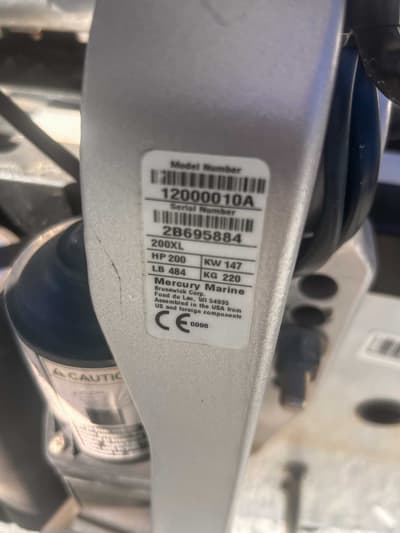 Model Number
12000010A
Serial Number
2B695884
200XL
HP 200 KW 147
LB 484 KG 220
Mercury Marine
Brunswick Corp.
Fond du Lac, WI 54935
Assembled in the USA from
US and foreign components
CE
CAUTION